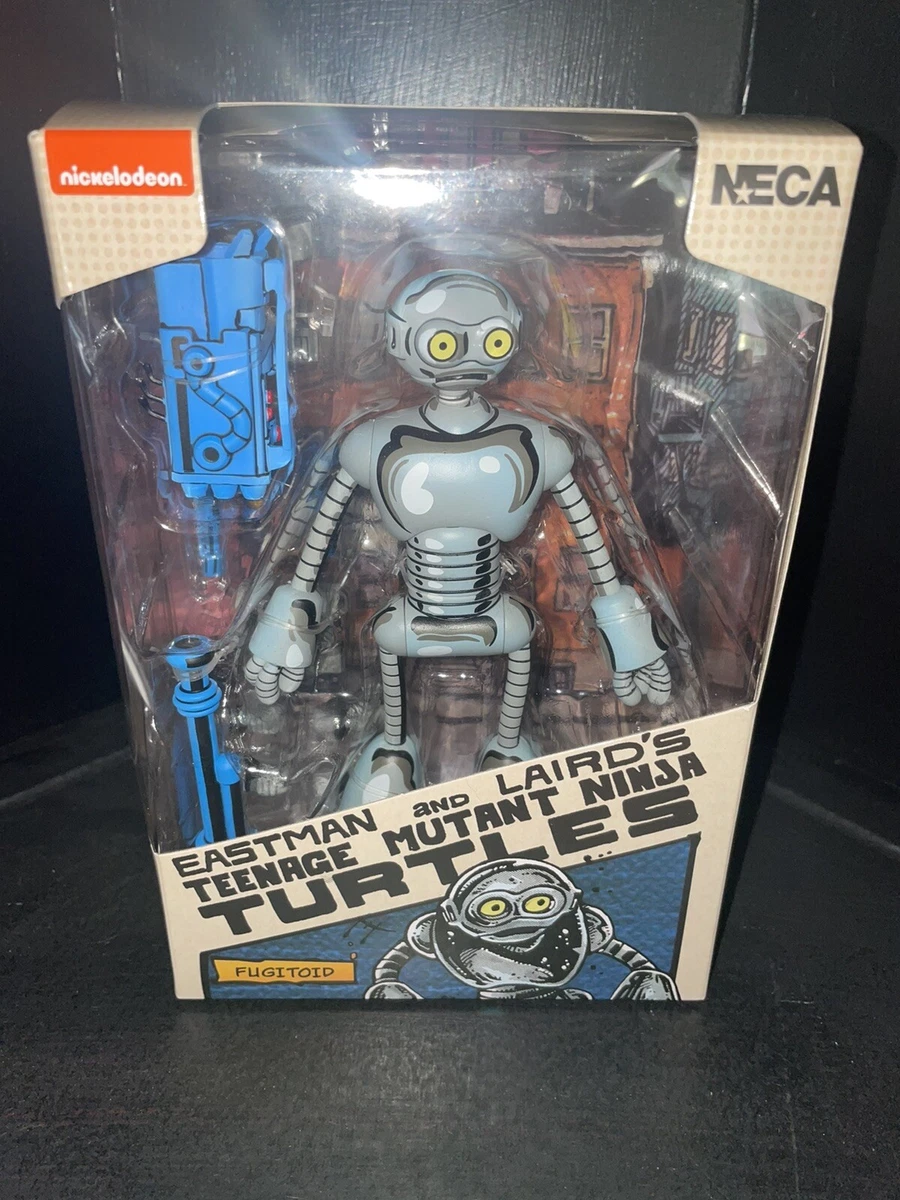 nickelodeon
NECA
EASTMAN AND LAIRD'S
TEENAGE MUTANT NINJA
TURTLES
FUGITOID